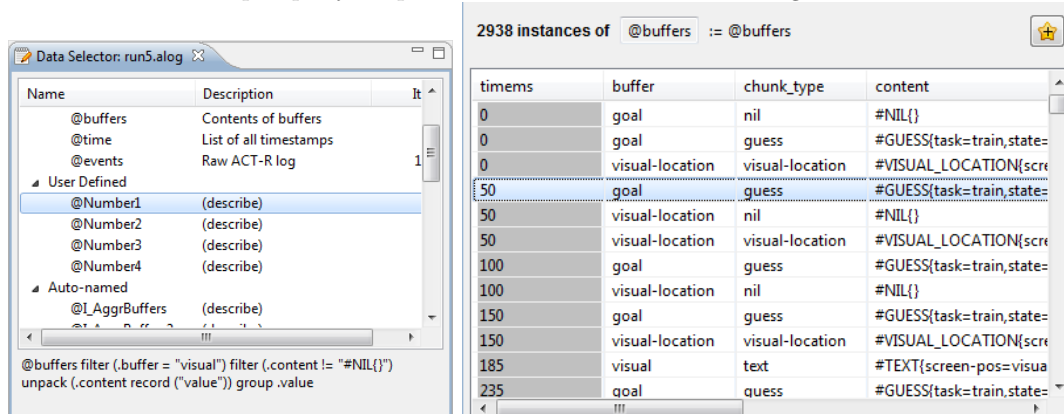 Data Selector: run5.alog
Name Description It
@buffers Contents of buffers
@time List of all timestamps
@events Raw ACT-R log 1
User Defined
@Number1 (describe)
@Number2 (describe)
@Number3 (describe)
@Number4 (describe)
Auto-named
@I_AggrBuffers (describe)
@buffers filter (.buffer = "visual") filter (.content != "#NIL{}")
unpack (.content record ("value")) group .value
2938 instances of @buffers := @buffers
timems buffer chunk_type content
0 goal nil #NIL{}
0 goal guess #GUESS{task=train,state=
0 visual-location visual-location #VISUAL_LOCATION{scre
50 goal guess #GUESS{task=train,state=
50 visual-location nil #NIL{}
50 visual-location visual-location #VISUAL_LOCATION{scre
100 goal guess #GUESS{task=train,state=
100 visual-location nil #NIL{}
150 goal guess #GUESS{task=train,state=
150 visual-location visual-location #VISUAL_LOCATION{scre
185 visual text #TEXT{screen-pos=visua
235 goal guess #GUESS{task=train,state=